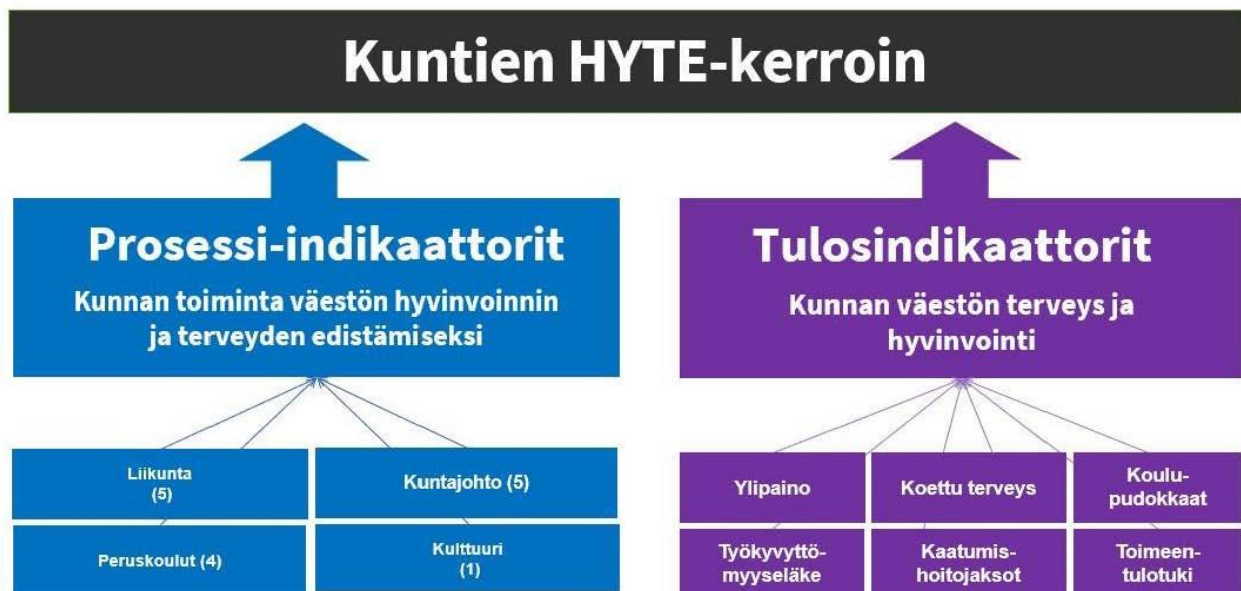 Kuntien HYTE-kerroin
Prosessi-indikaattorit
Kunnan toiminta väestön hyvinvoinnin
ja terveyden edistämiseksi
Liikunta
(5)
Kuntajohto (5)
Peruskoulut (4)
Kulttuuri
(1)
Tulosindikaattorit
Kunnan väestön terveys ja
hyvinvointi
Ylipaino
Koettu terveys
Koulu-
pudokkaat
Työkyvyttö-
myyseläke
Kaatumis-
hoitojaksot
Toimeen-
tulotuki